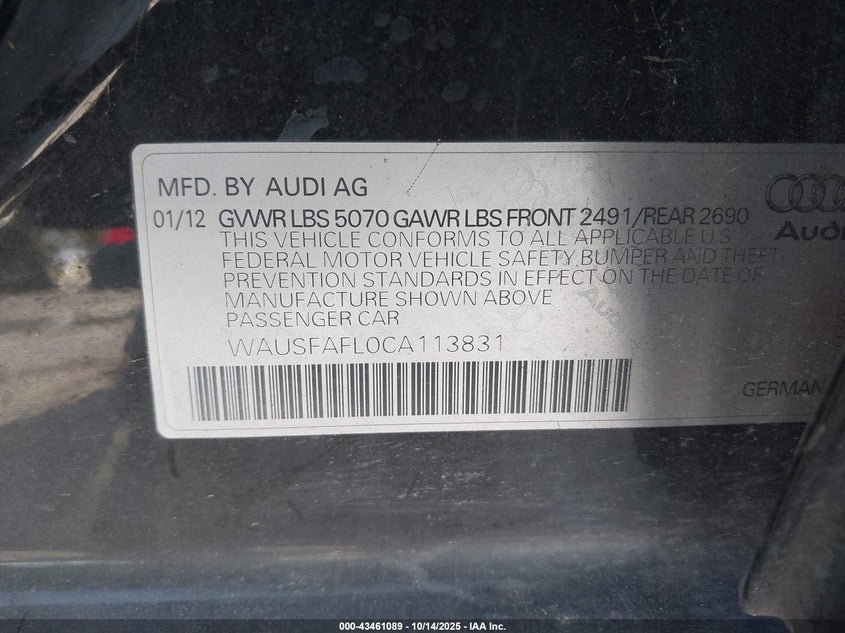 MFD. BY AUDI AG
01/12 GVWR LBS 5070 GAWR LBS FRONT 2491/REAR 2690
THIS VEHICLE CONFORMS TO ALL APPLICABLE U S
FEDERAL MOTOR VEHICLE SAFETY, BUMPER AND THEFT
PREVENTION STANDARDS IN EFFECT ON THE DATE OF
MANUFACTURE SHOWN ABOVE
PASSENGER CAR
WAUSFAFL0CA113831
Audi
GERMAN
000-43461089 | 10/14/2025 - IAA Inc.